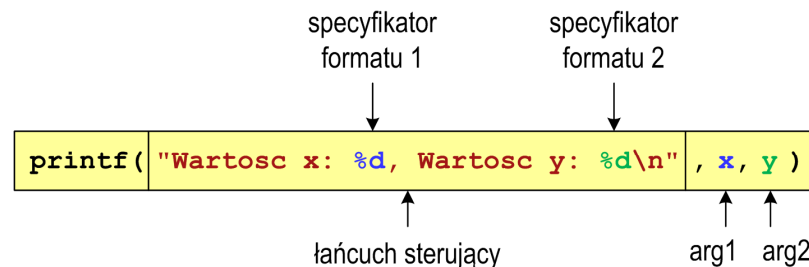 specyfikator
formatu 1
specyfikator
formatu 2
printf("Wartosc x: %d, Wartosc y: %d\n", x, y)
łańcuch sterujący
arg1
arg2